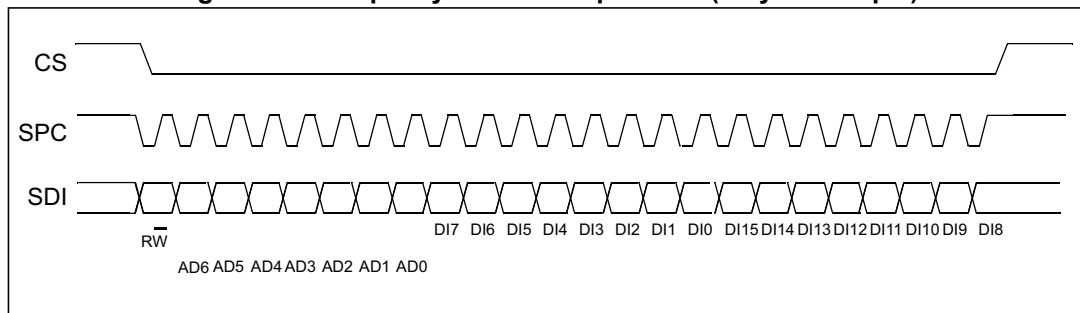 CS
SPC
SDI
RW DI7 DI6 DI5 DI4 DI3 DI2 DI1 DI0 DI15 DI14 DI13 DI12 DI11 DI10 DI9 DI8
AD6 AD5 AD4 AD3 AD2 AD1 AD0